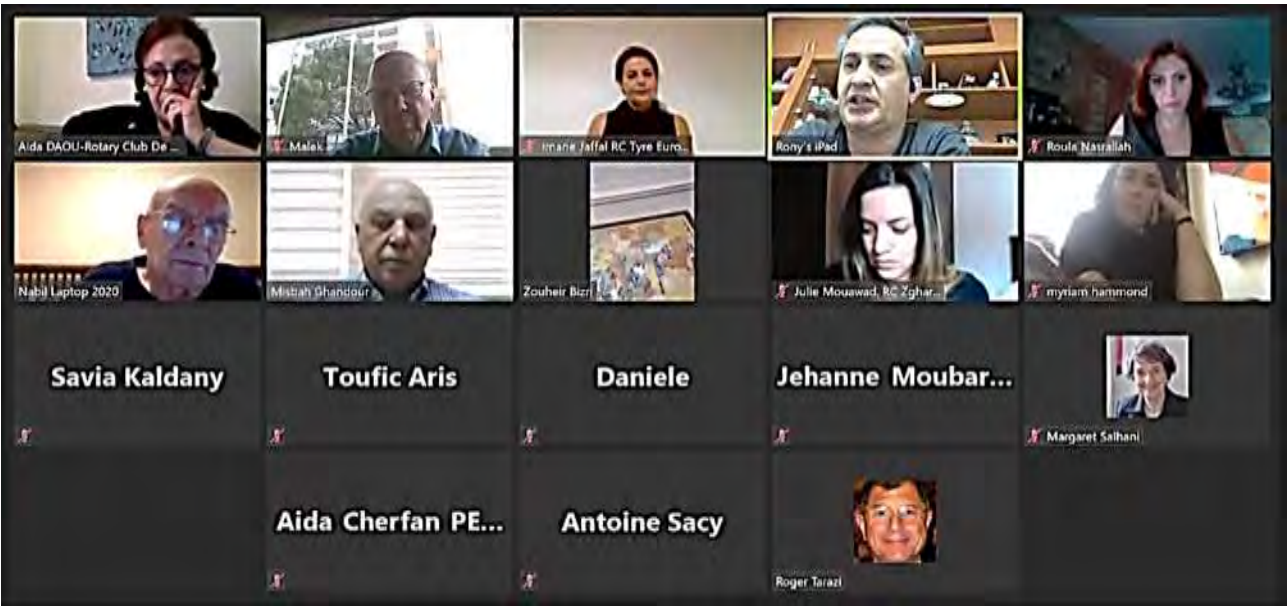 Aida DAOU-Rotary Club De ...
Malek
Imane Jaffal RC Tyre Euro...
Rony's iPad
Roula Nasrallah
Nabil Laptop 2020
Misbah Ghandour
Zouheir Bizri
Julie Mouawad, RC Zghar...
myriam hammond
Savia Kaldany
Toufic Aris
Daniele
Jehanne Moubar...
Margaret Salhani
Aida Cherfan PE...
Antoine Sacy
Roger Tarazi